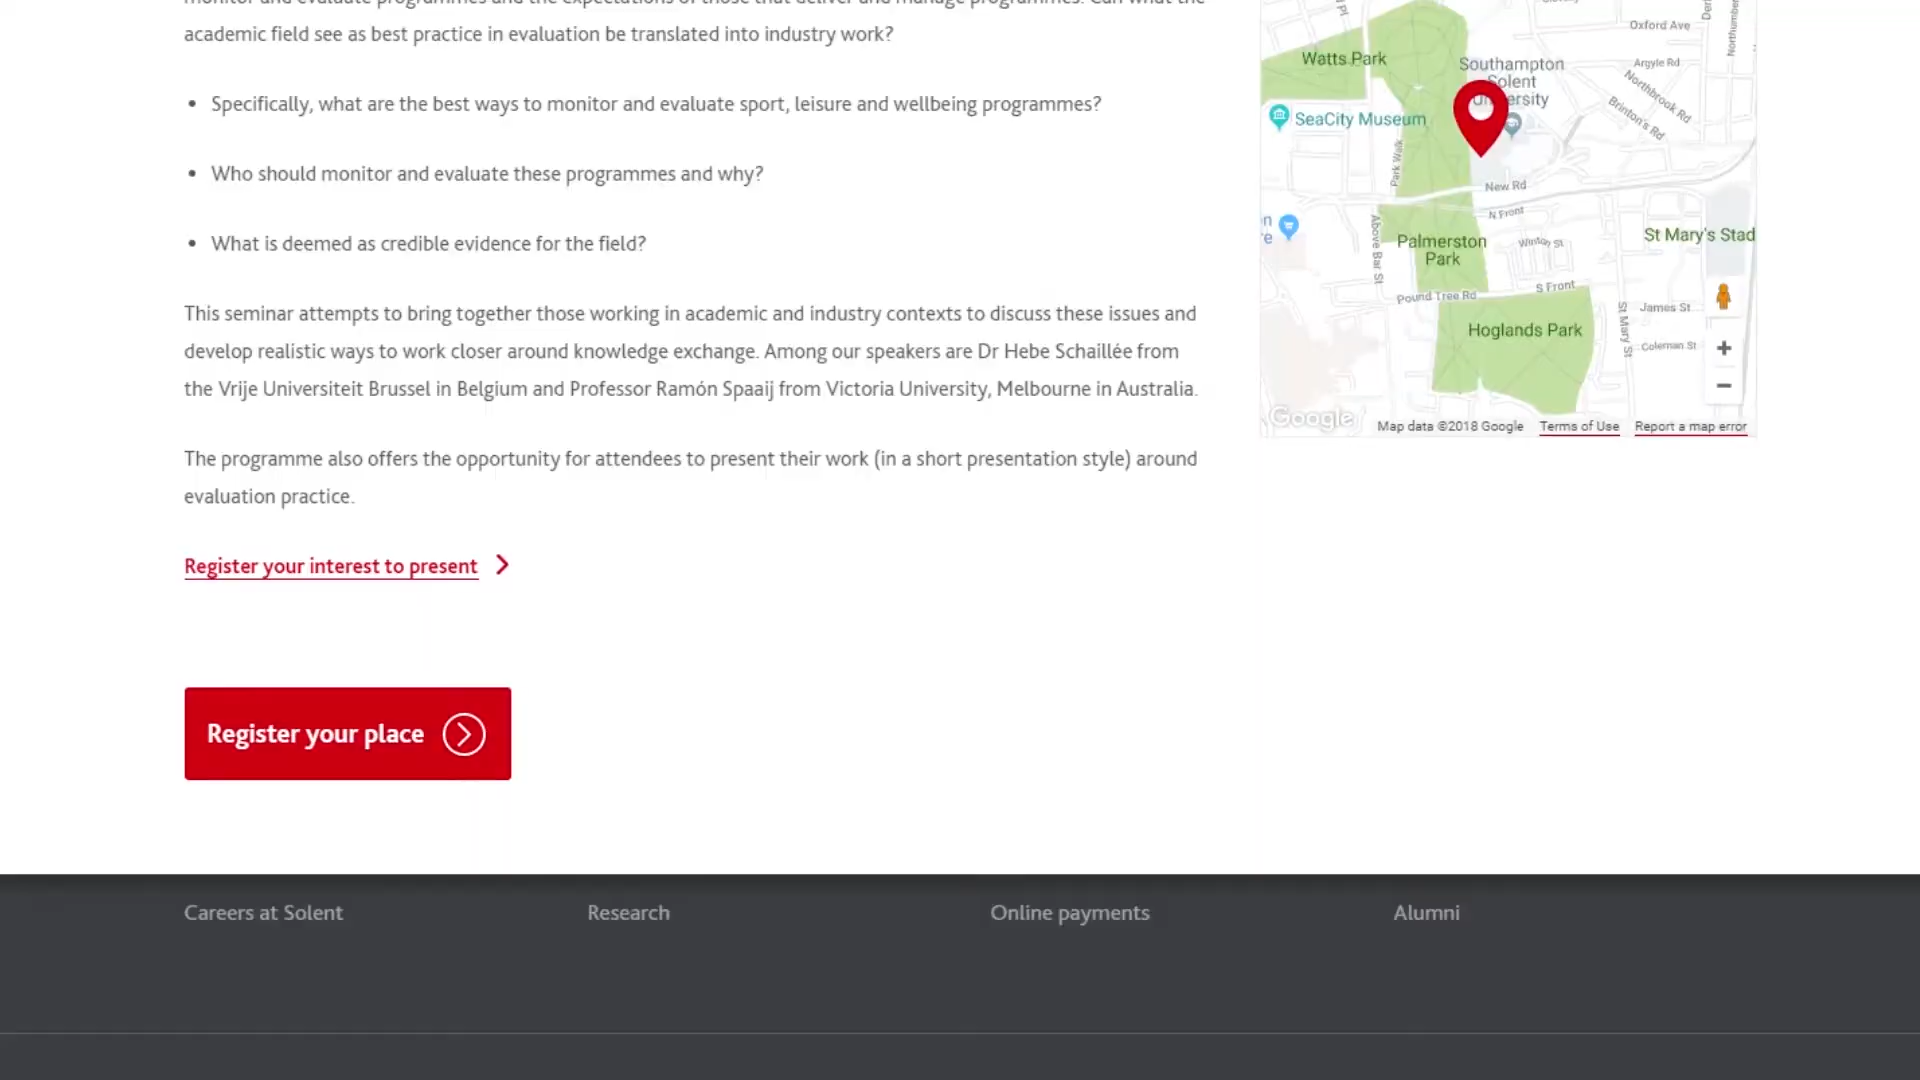 academic field see as best practice in evaluation be translated into industry work?
• Specifically, what are the best ways to monitor and evaluate sport, leisure and wellbeing programmes?
• Who should monitor and evaluate these programmes and why?
• What is deemed as credible evidence for the field?
This seminar attempts to bring together those working in academic and industry contexts to discuss these issues and
develop realistic ways to work closer around knowledge exchange. Among our speakers are Dr Hebe Schaillée from
the Vrije Universiteit Brussel in Belgium and Professor Ramón Spaaij from Victoria University, Melbourne in Australia.
The programme also offers the opportunity for attendees to present their work (in a short presentation style) around
evaluation practice.
Register your interest to present
Register your place
Oxford Ave
Northumber
Watts Park
Southampton
Solent
University
Argyle Rd
Northbrook Rd
Brinton's Rd
SeaCity Museum
Park Walk
New Rd
N Front
Above Bar St
Palmerston
Park
Winton St
St Mary's Stad
Pound Tree Rd
S Front
James St
St Mary St
Hoglands Park
Coleman St
+
−
Google
Map data ©2018 Google
Terms of Use
Report a map error
Careers at Solent
Research
Online payments
Alumni